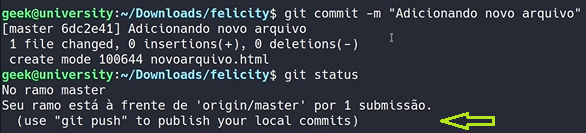 geek@university:~/Downloads/felicity$ git commit -m "Adicionando novo arquivo"
[master 6dc2e41] Adicionando novo arquivo
 1 file changed, 0 insertions(+), 0 deletions(-)
 create mode 100644 novoarquivo.html
geek@university:~/Downloads/felicity$ git status
No ramo master
Seu ramo está à frente de 'origin/master' por 1 submissão.
  (use "git push" to publish your local commits)